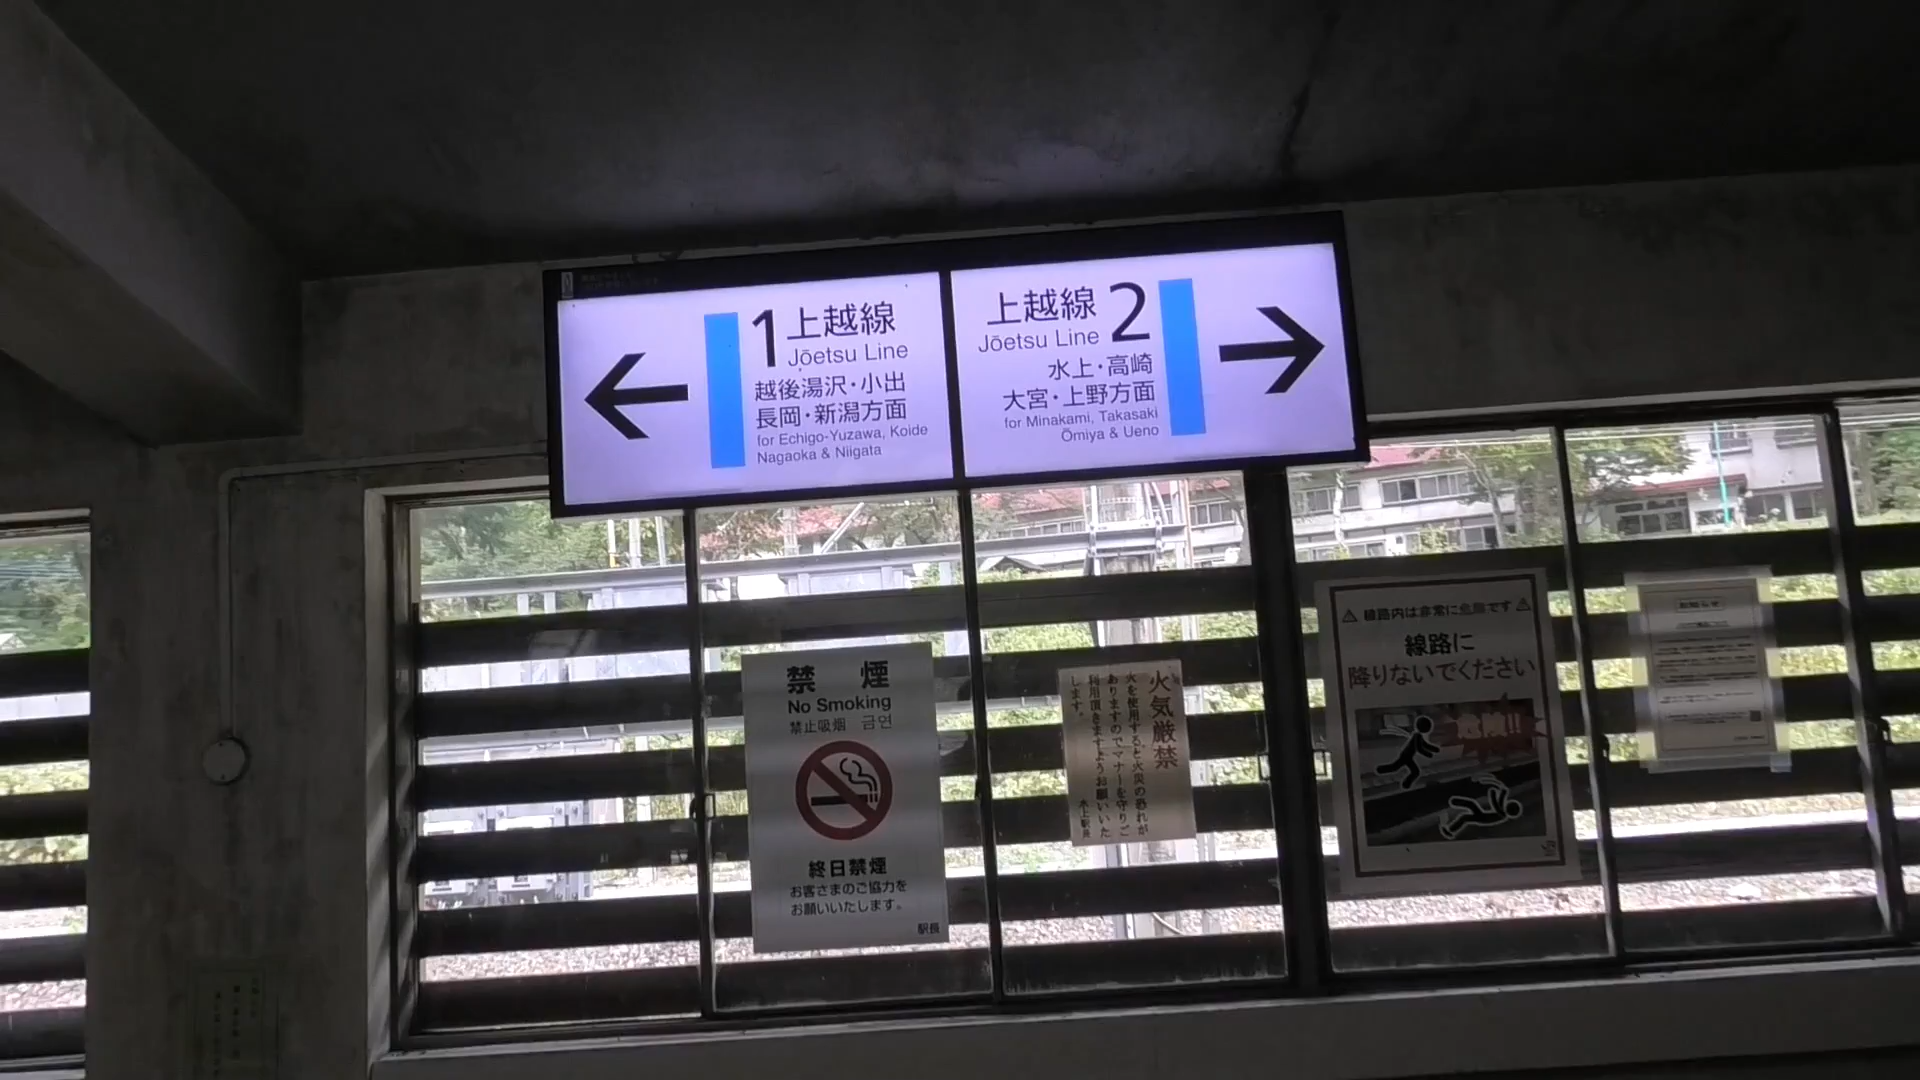 1 上越線
Jōetsu Line
越後湯沢・小出
長岡・新潟方面
for Echigo-Yuzawa, Koide
Nagaoka & Niigata
上越線 2
Jōetsu Line
水上・高崎
大宮・上野方面
for Minakami, Takasaki
Ōmiya & Ueno
禁 煙
No Smoking
禁止吸烟 금연
終日禁煙
お客さまのご協力を
お願いいたします。
駅長
火気厳禁
火を使用すると火災の恐れが
ありますのでマナーを守りご
利用頂きますようお願いいた
します。
水上駅長
線路内は非常に危険です
線路に
降りないでください
危険!!
お知らせ